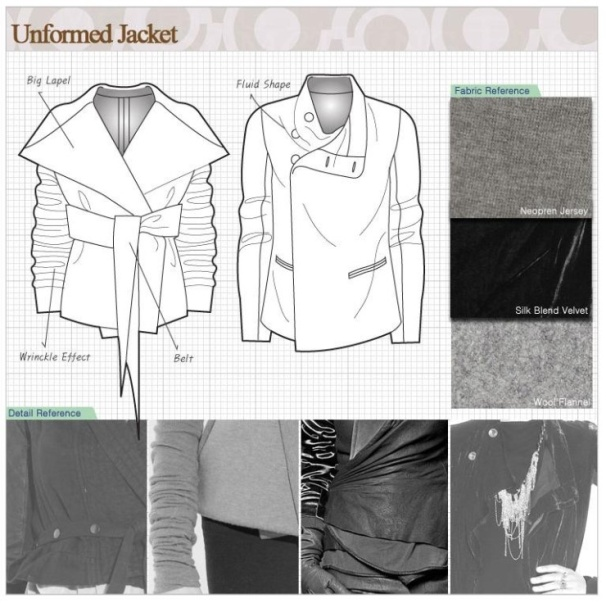 Unformed Jacket
Big Lapel
Fluid Shape
Fabric Reference
Neopren Jersey
Silk Blend Velvet
Wrinckle Effect
Belt
Wool Flannel
Detail Reference